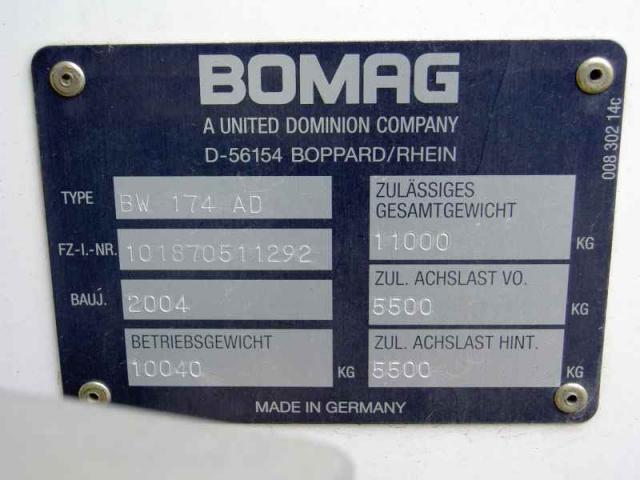 BOMAG
A UNITED DOMINION COMPANY
D-56154 BOPPARD/RHEIN
008 302 14c
TYPE BW 174 AD
FZ-I.-NR. 101870511292
BAUJ. 2004
BETRIEBSGEWICHT
10040 KG
ZULÄSSIGES
GESAMTGEWICHT
11000 KG
ZUL. ACHSLAST VO.
5500 KG
ZUL. ACHSLAST HINT.
5500 KG
MADE IN GERMANY